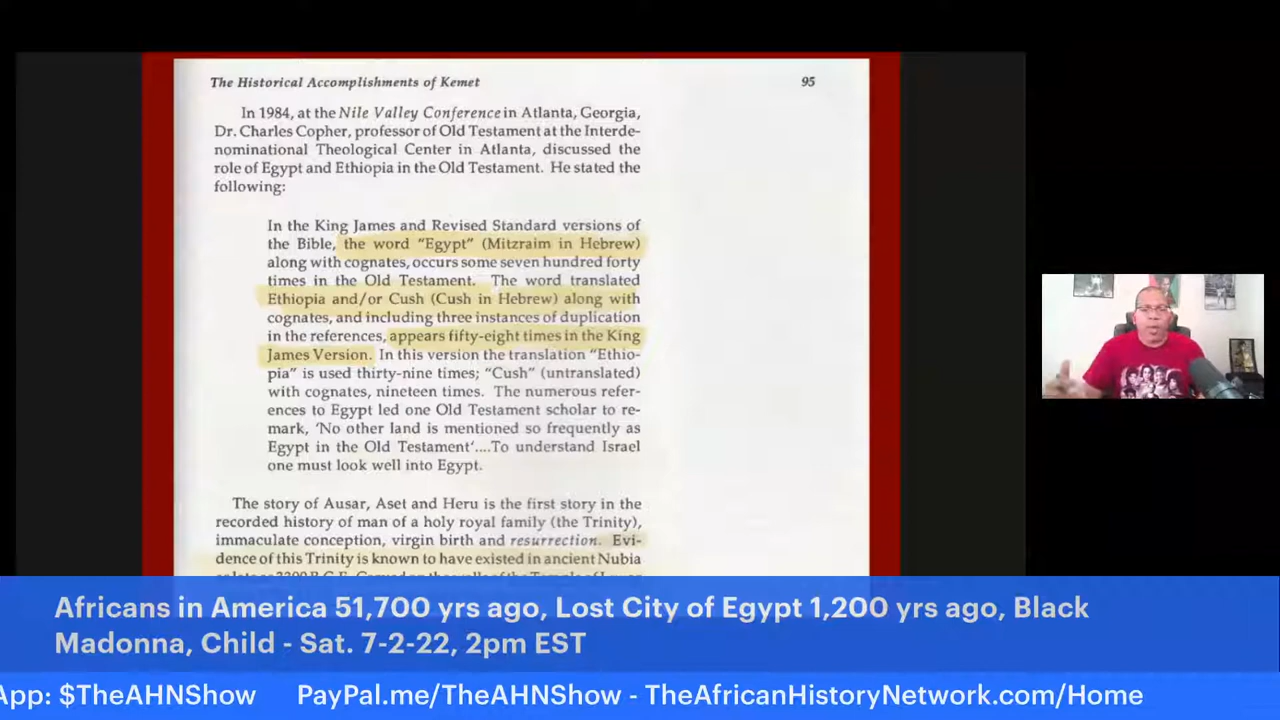 The Historical Accomplishments of Kemet 95
In 1984, at the Nile Valley Conference in Atlanta, Georgia,
Dr. Charles Copher, professor of Old Testament at the Interde-
nominational Theological Center in Atlanta, discussed the
role of Egypt and Ethiopia in the Old Testament. He stated the
following:
In the King James and Revised Standard versions of
the Bible, the word "Egypt" (Mitzraim in Hebrew)
along with cognates, occurs some seven hundred forty
times in the Old Testament. The word translated
Ethiopia and/or Cush (Cush in Hebrew) along with
cognates, and including three instances of duplication
in the references, appears fifty-eight times in the King
James Version. In this version the translation "Ethio-
pia" is used thirty-nine times; "Cush" (untranslated)
with cognates, nineteen times. The numerous refer-
ences to Egypt led one Old Testament scholar to re-
mark, 'No other land is mentioned so frequently as
Egypt in the Old Testament'....To understand Israel
one must look well into Egypt.
The story of Ausar, Aset and Heru is the first story in the
recorded history of man of a holy royal family (the Trinity),
immaculate conception, virgin birth and resurrection. Evi-
dence of this Trinity is known to have existed in ancient Nubia
Africans in America 51,700 yrs ago, Lost City of Egypt 1,200 yrs ago, Black
Madonna, Child - Sat. 7-2-22, 2pm EST
App: $TheAHNShow PayPal.me/TheAHNShow - TheAfricanHistoryNetwork.com/Home